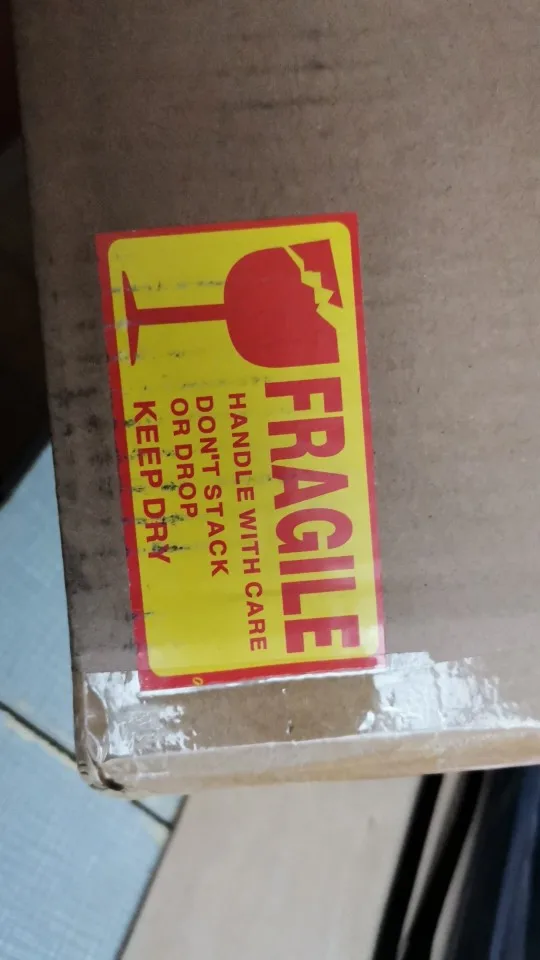 FRAGILE
HANDLE WITH CARE
DON'T STACK
OR DROP
KEEP DRY